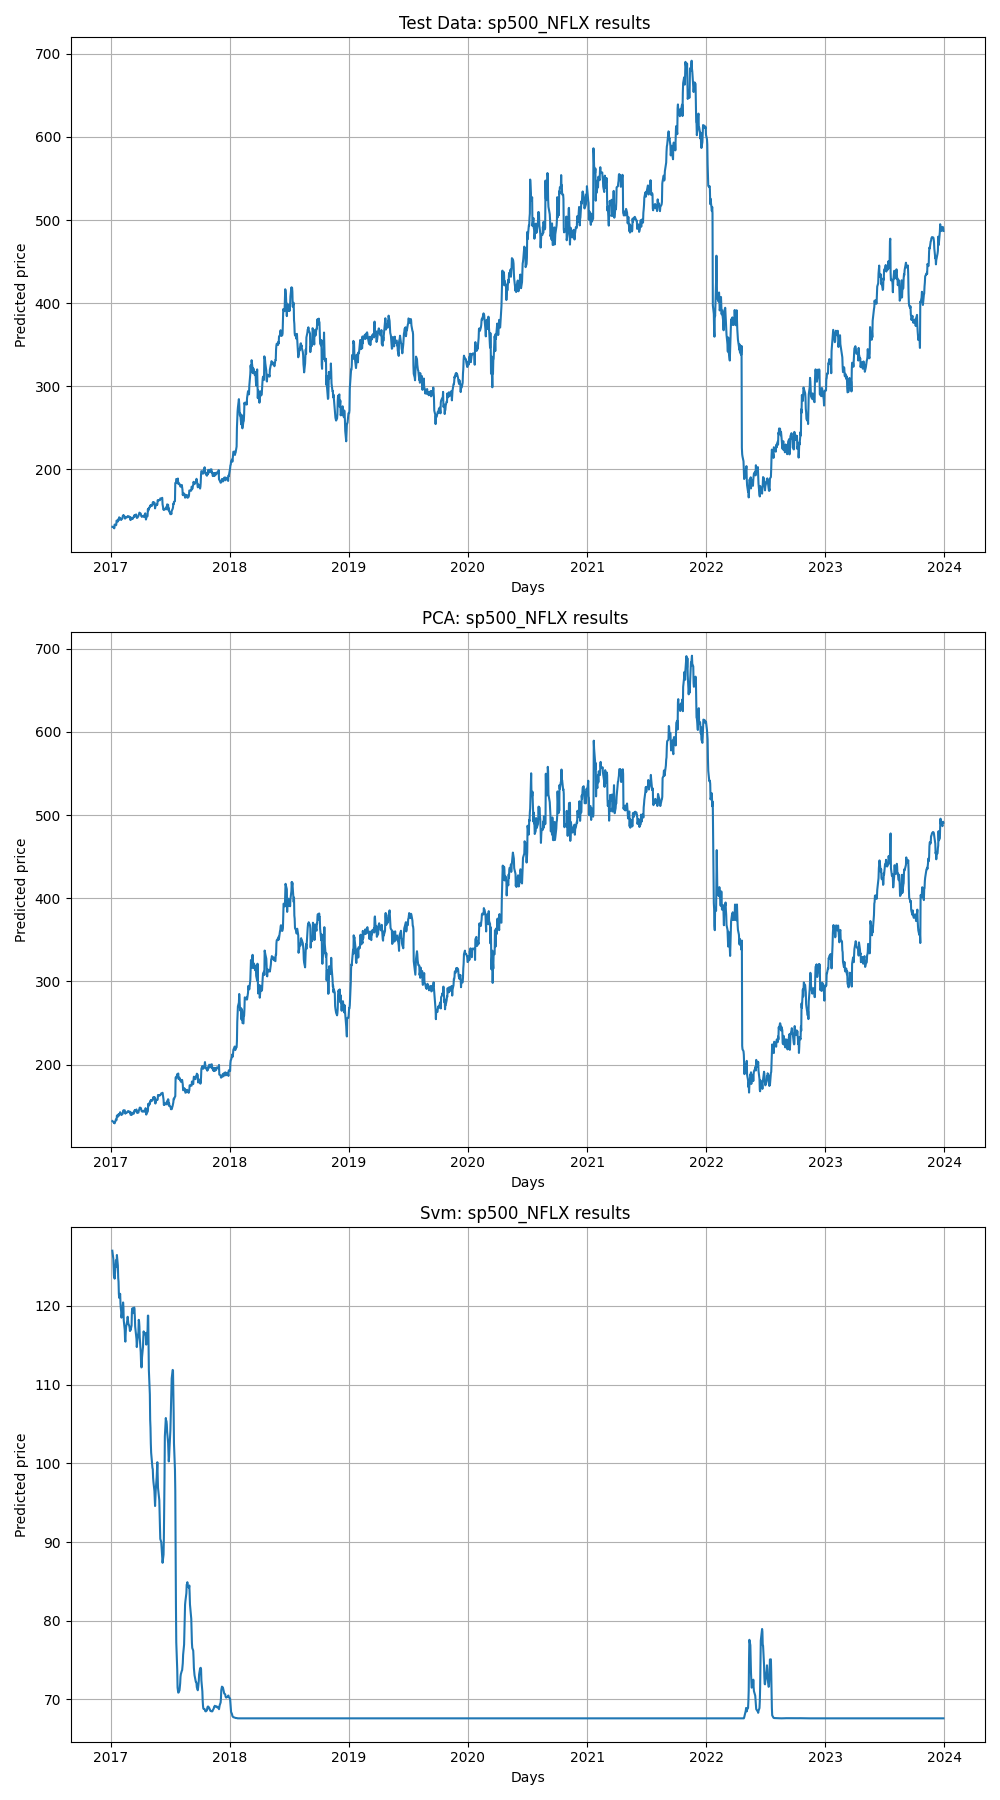 Test Data: sp500_NFLX results
Predicted price
700
600
500
400
300
200
2017 2018 2019 2020 2021 2022 2023 2024
Days
PCA: sp500_NFLX results
Predicted price
700
600
500
400
300
200
2017 2018 2019 2020 2021 2022 2023 2024
Days
Svm: sp500_NFLX results
Predicted price
120
110
100
90
80
70
2017 2018 2019 2020 2021 2022 2023 2024
Days